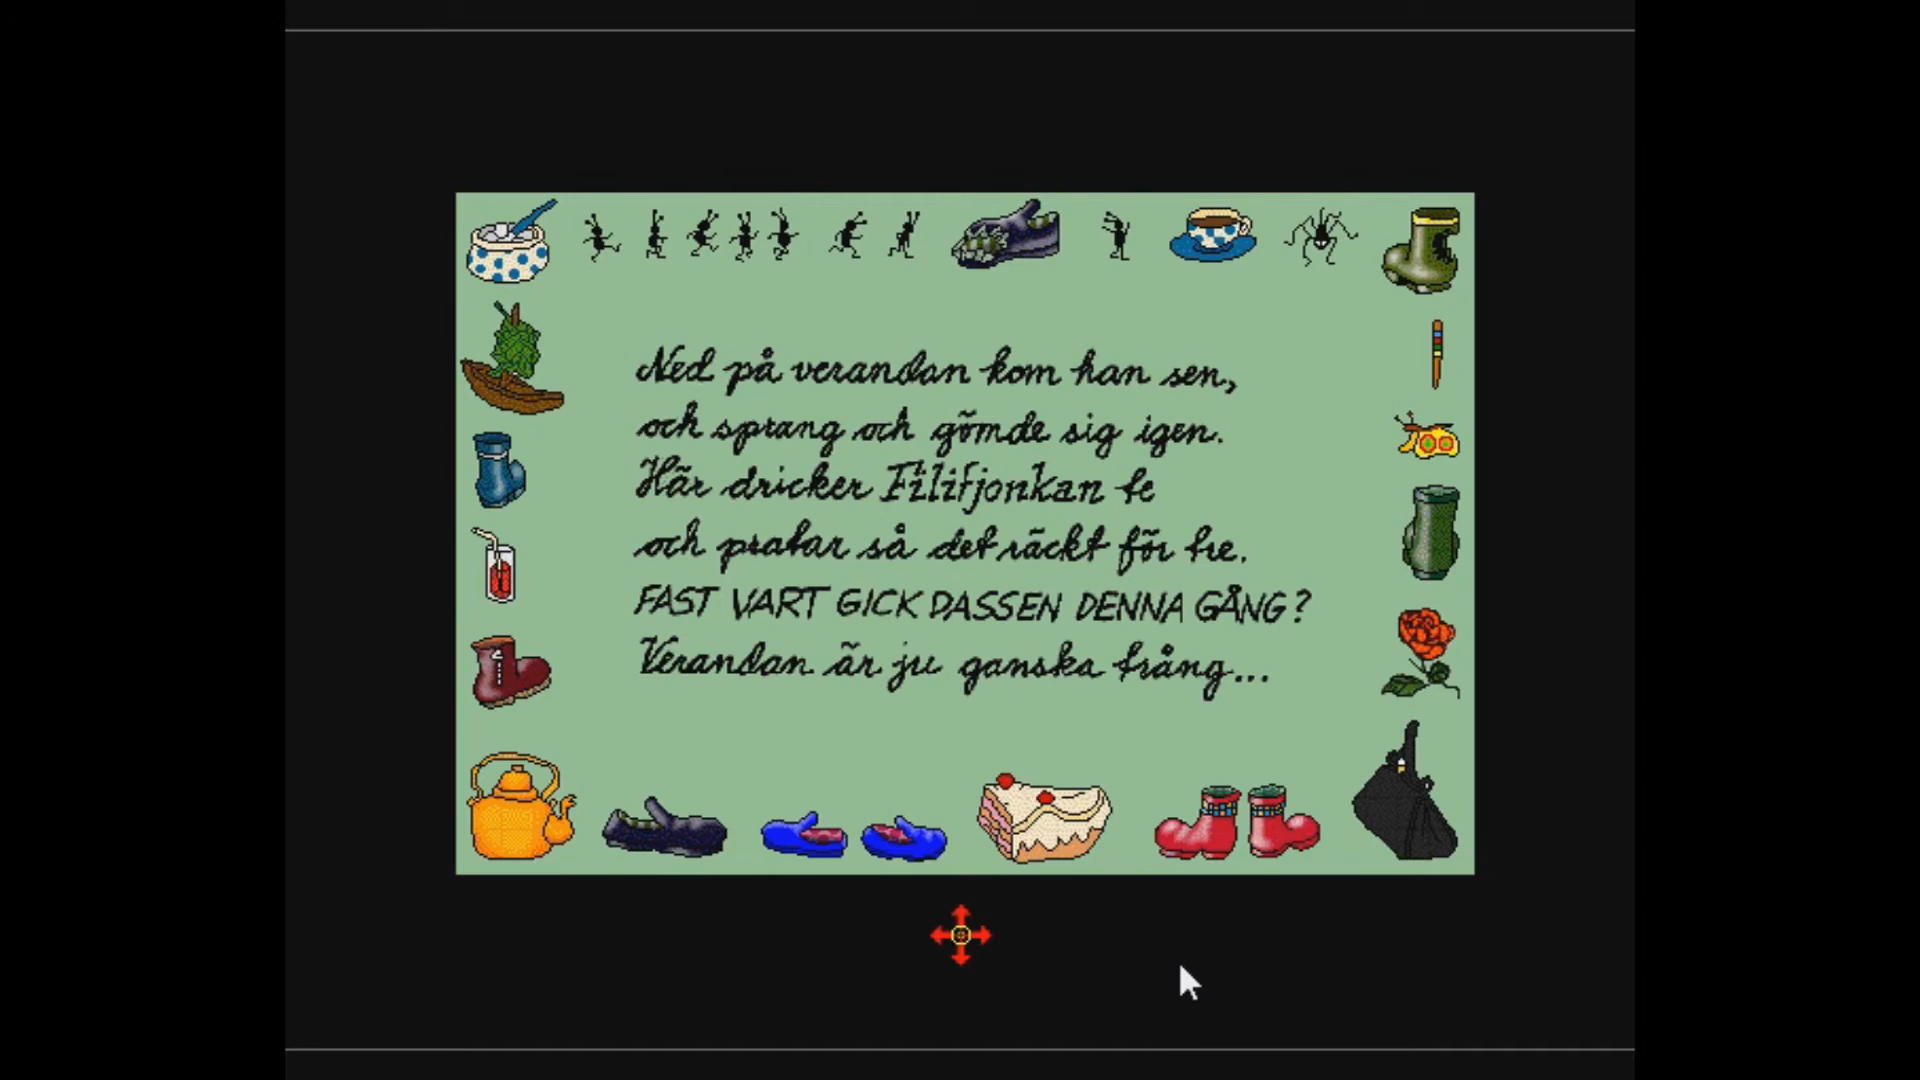 Ned på verandan kom han sen,
och sprang och gömde sig igen.
Här dricker Filifjonkan te
och pratar så det räckt för tre.
FAST VART GICK DASSEN DENNA GÅNG?
Verandan är ju ganska trång...